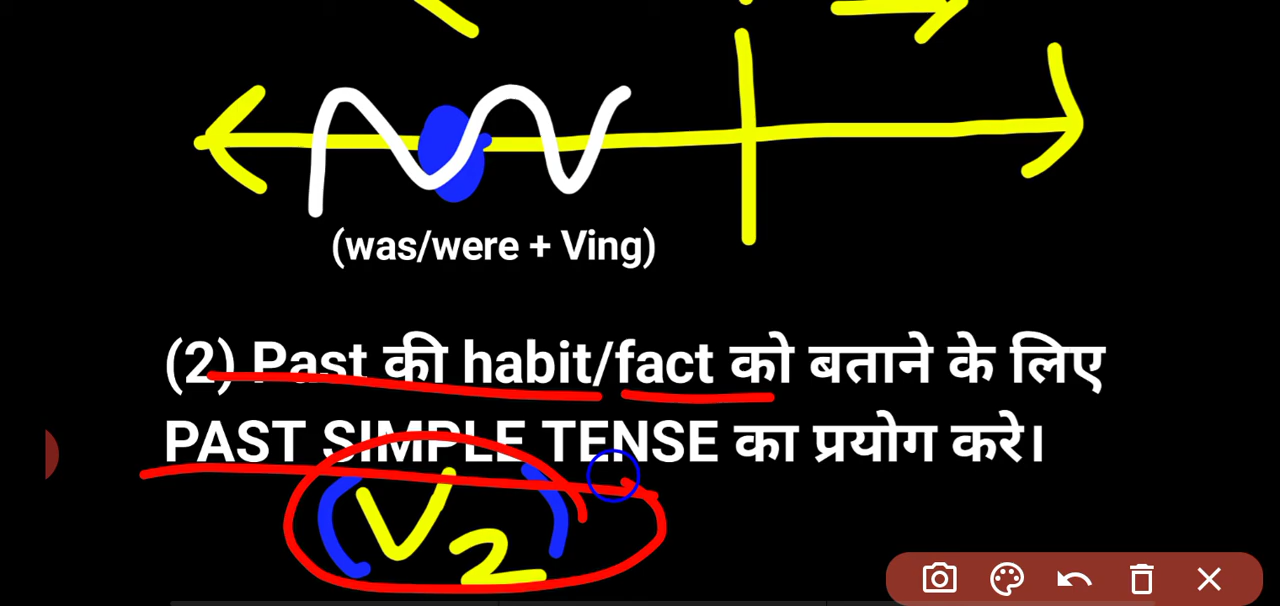 (was/were + Ving)
(2) Past की habit/fact को बताने के लिए
PAST SIMPLE TENSE का प्रयोग करे।
(V2)